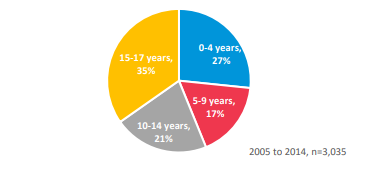 0-4 years,
27%
15-17 years,
35%
5-9 years,
17%
10-14 years,
21%
2005 to 2014, n=3,035